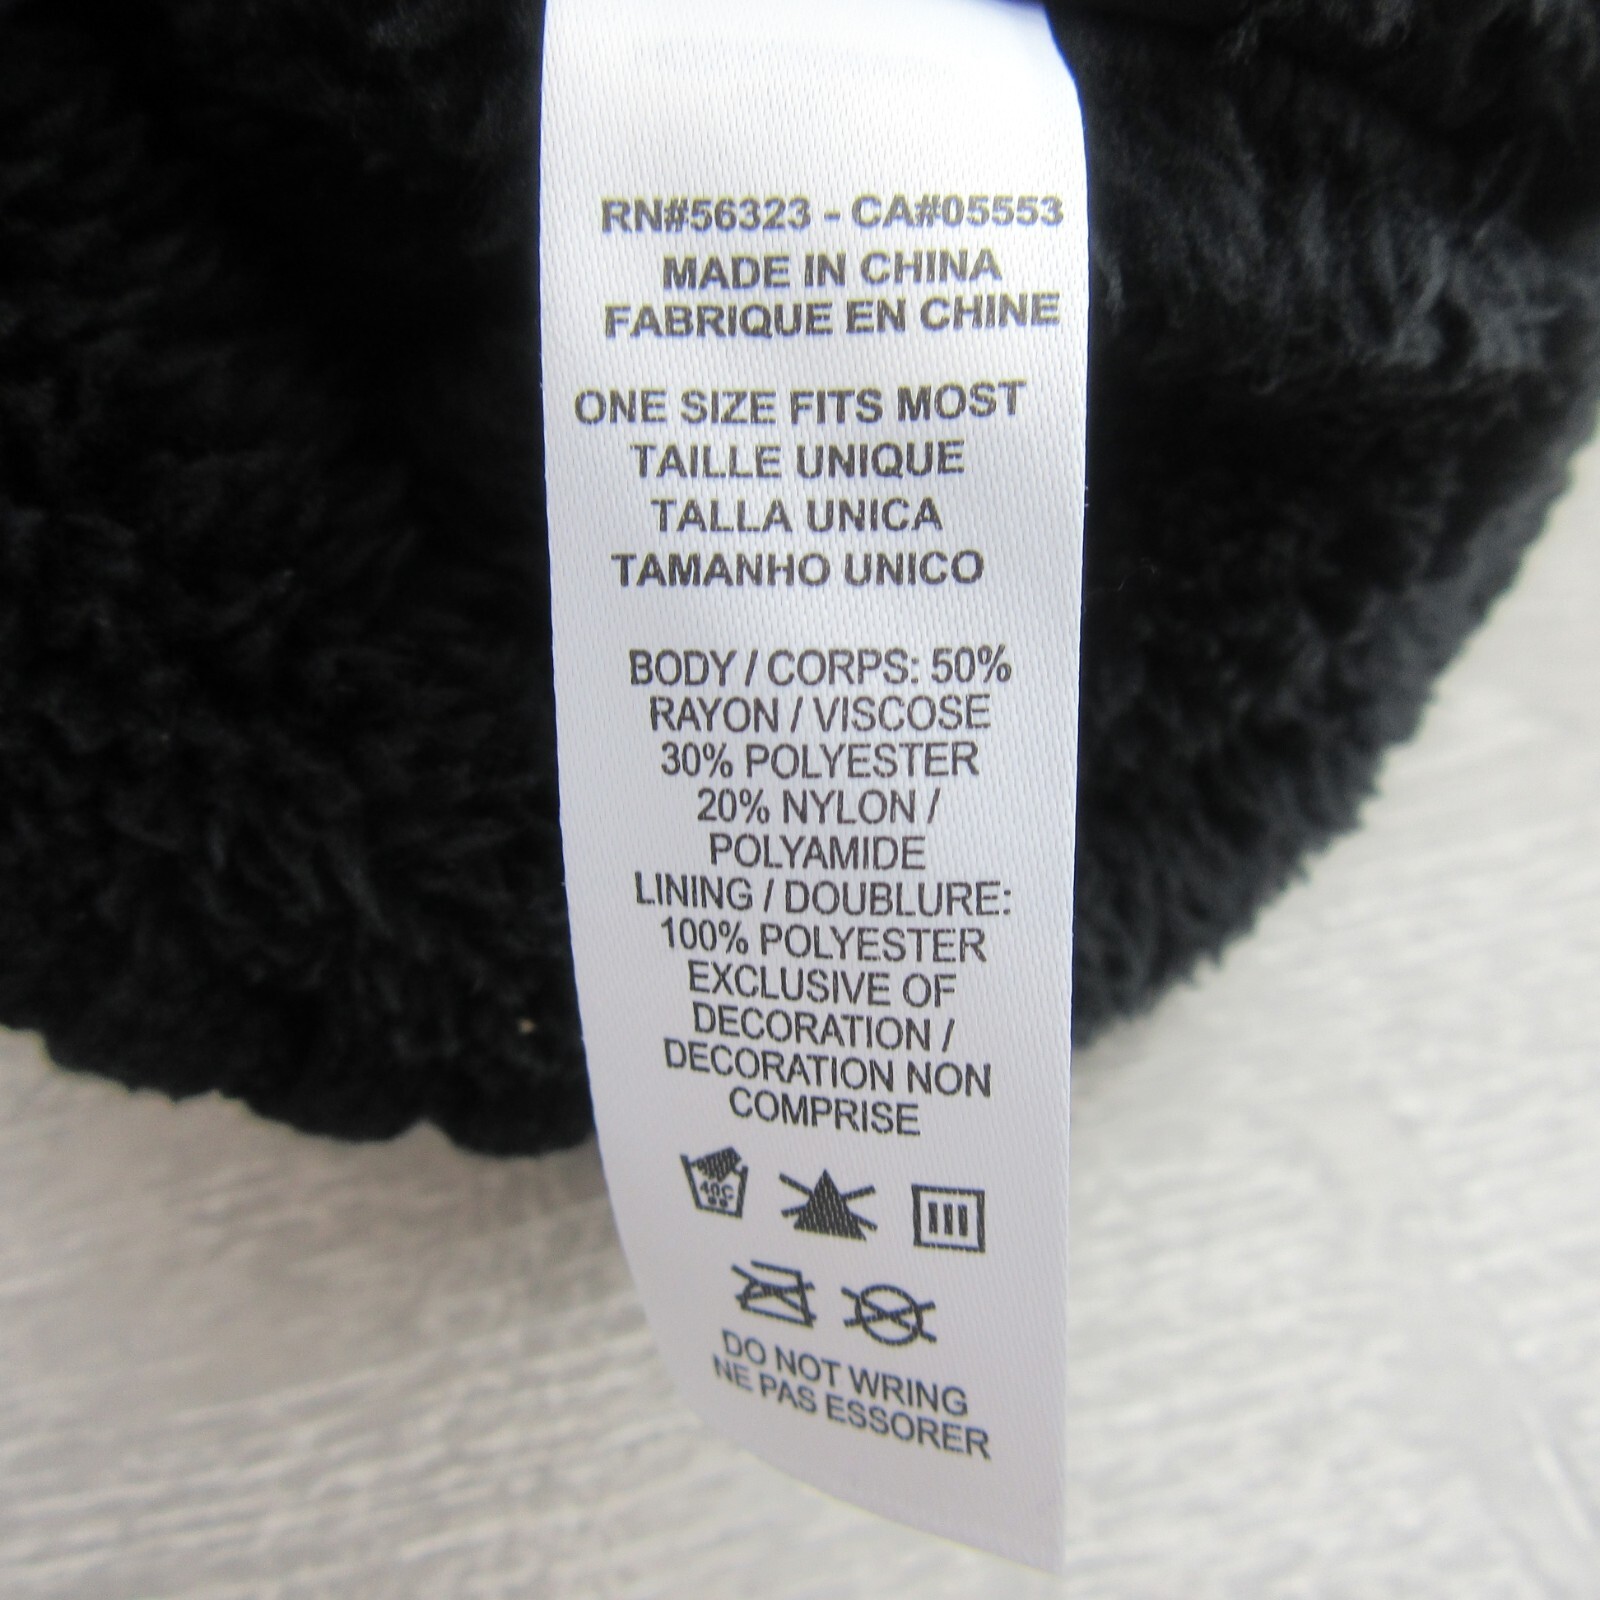 RN#56323 - CA#05553
MADE IN CHINA
FABRIQUE EN CHINE
ONE SIZE FITS MOST
TAILLE UNIQUE
TALLA UNICA
TAMANHO UNICO
BODY / CORPS: 50%
RAYON / VISCOSE
30% POLYESTER
20% NYLON /
POLYAMIDE
LINING / DOUBLURE:
100% POLYESTER
EXCLUSIVE OF
DECORATION /
DECORATION NON
COMPRISE
40C
DO NOT WRING
NE PAS ESSORER